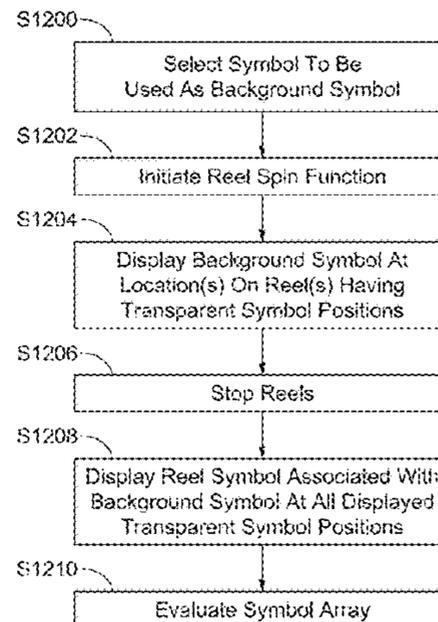 S1200
Select Symbol To Be
Used As Background Symbol
S1202
Initiate Reel Spin Function
S1204
Display Background Symbol At
Location(s) On Reel(s) Having
Transparent Symbol Positions
S1206
Stop Reels
S1208
Display Reel Symbol Associated With
Background Symbol At All Displayed
Transparent Symbol Positions
S1210
Evaluate Symbol Array